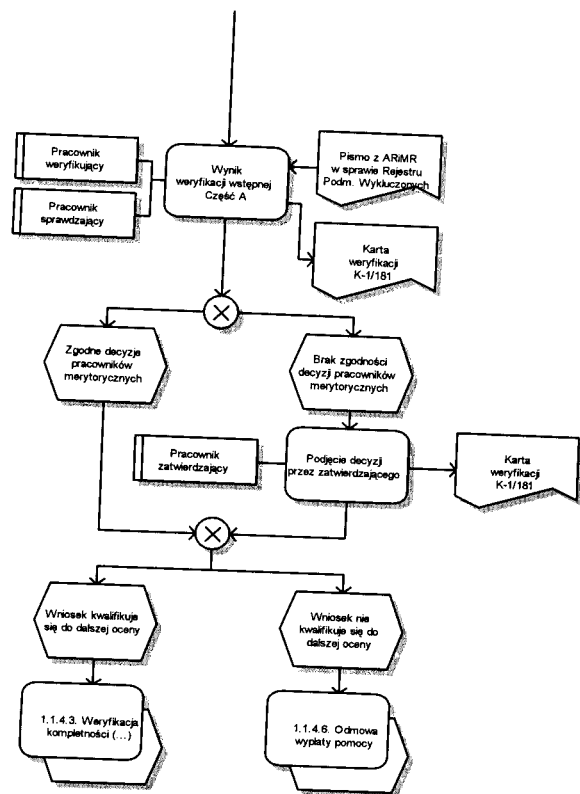 Pracownik
weryfikujący
Pracownik
sprawdzający
Wynik
weryfikacji wstępnej
Część A
Pismo z ARiMR
w sprawie Rejestru
Podm. Wykluczonych
Karta
weryfikacji
K-1/181
Zgodne decyzje
pracowników
merytorycznych
Brak zgodności
decyzji pracowników
merytorycznych
Pracownik
zatwierdzający
Podjęcie decyzji
przez zatwierdzającego
Karta
weryfikacji
K-1/181
Wniosek kwalifikuje
się do dalszej oceny
Wniosek nie
kwalifikuje się do
dalszej oceny
1.1.4.3. Weryfikacja
kompletności (...)
1.1.4.6. Odmowa
wypłaty pomocy